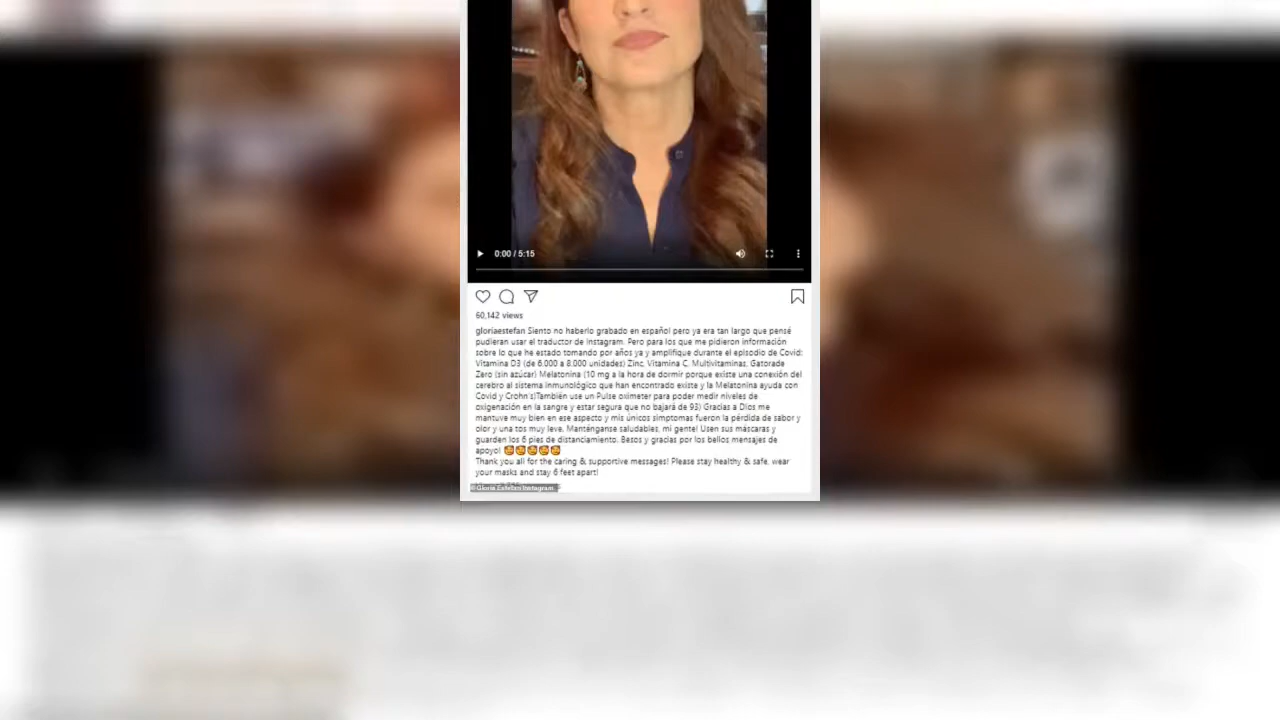 0:00 / 5:15
60,142 views
gloriaestefan Siento no haberlo grabado en español pero ya era tan largo que pensé
pudieran usar el traductor de Instagram. Pero para los que me pidieron información
sobre lo que he estado tomando por años ya y amplifique durante el episodio de Covid:
Vitamina D3 (de 6.000 a 8.000 unidades) Zinc, Vitamina C, Multivitaminas, Gatorade
Zero (sin azúcar) Melatonina (10 mg a la hora de dormir porque existe una conexión del
cerebro al sistema inmunológico que han encontrado existe y la Melatonina ayuda con
Covid y Crohn's)También use un Pulse oximeter para poder medir niveles de
oxigenación en la sangre y estar segura que no bajará de 93) Gracias a Dios me
mantuve muy bien en ese aspecto y mis únicos símptomas fueron la pérdida de sabor y
olor y una tos muy leve. Manténganse saludables, mi gente! Usen sus máscaras y
guarden los 6 pies de distanciamiento. Besos y gracias por los bellos mensajes de
apoyo! 🥰🥰🥰🥰🥰
Thank you all for the caring & supportive messages! Please stay healthy & safe, wear
your masks and stay 6 feet apart!
© Gloria Estefan/Instagram